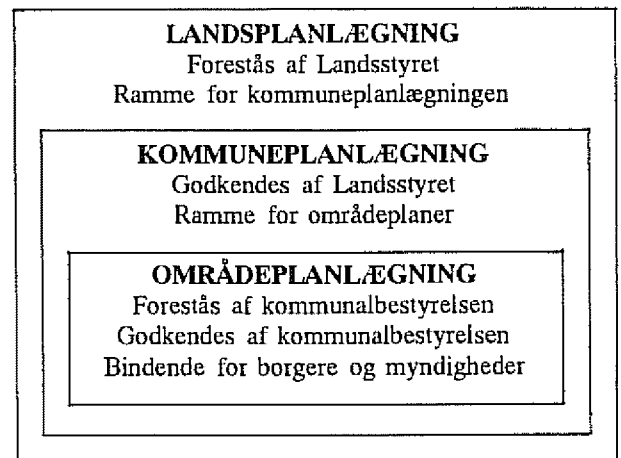 LANDSPLANLÆGNING
Forestås af Landsstyret
Ramme for kommuneplanlægningen
KOMMUNEPLANLÆGNING
Godkendes af Landsstyret
Ramme for områdeplaner
OMRÅDEPLANLÆGNING
Forestås af kommunalbestyrelsen
Godkendes af kommunalbestyrelsen
Bindende for borgere og myndigheder